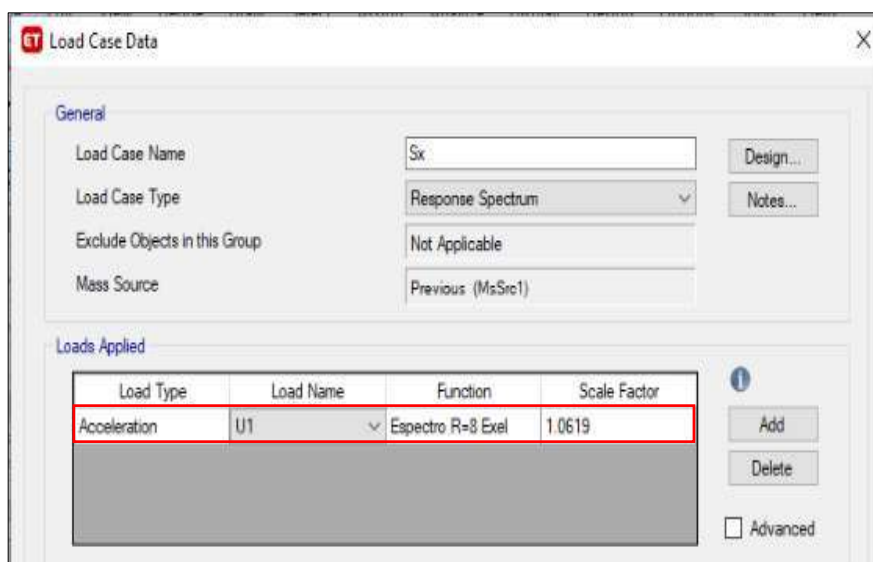 ET Load Case Data X
General
Load Case Name Sx Design...
Load Case Type Response Spectrum Notes...
Exclude Objects in this Group Not Applicable
Mass Source Previous (MsSrc1)
Loads Applied
Load Type Load Name Function Scale Factor
Acceleration U1 Espectro R=8 Exel 1.0619 Add
Delete
Advanced